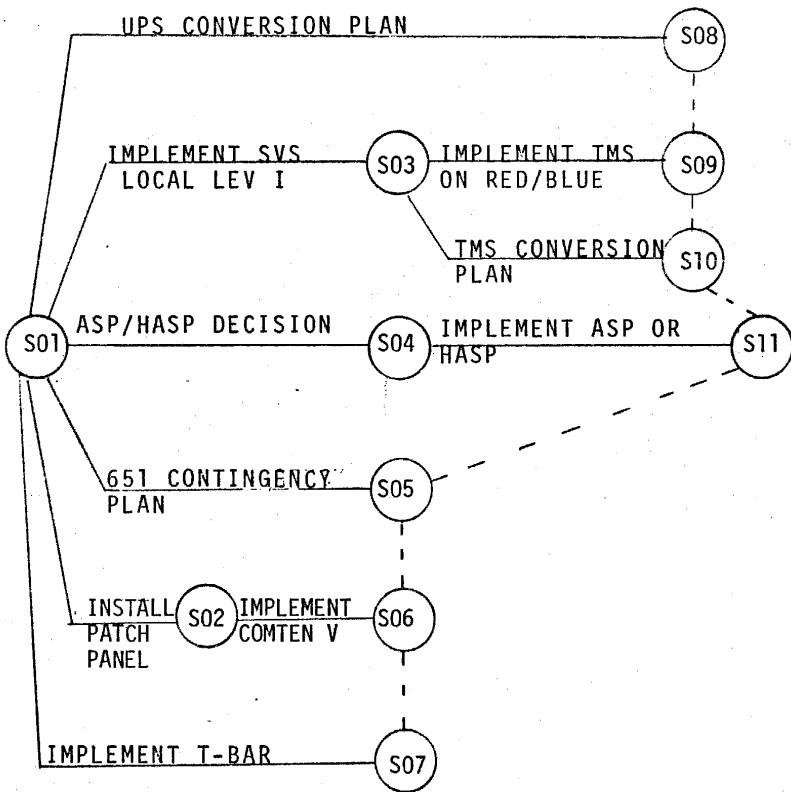 UPS CONVERSION PLAN
S08
IMPLEMENT SVS
LOCAL LEV I
S03
IMPLEMENT TMS
ON RED/BLUE
S09
TMS CONVERSION
PLAN
S10
S01
ASP/HASP DECISION
S04
IMPLEMENT ASP OR
HASP
S11
651 CONTINGENCY
PLAN
S05
INSTALL
PATCH
PANEL
S02
IMPLEMENT
COMTEN V
S06
IMPLEMENT T-BAR
S07